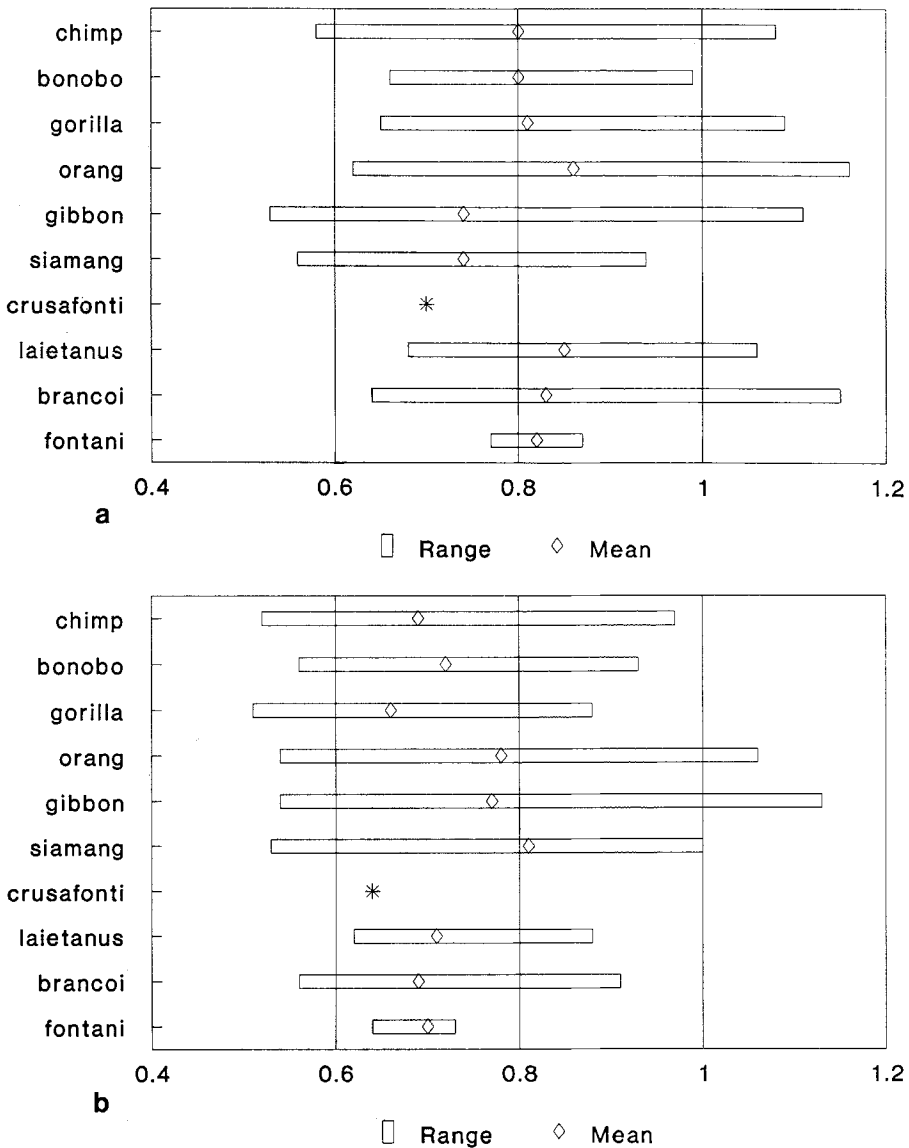 chimp
bonobo
gorilla
orang
gibbon
siamang
crusafonti
laietanus
brancoi
fontani
0.4 0.6 0.8 1 1.2
a
Range Mean
chimp
bonobo
gorilla
orang
gibbon
siamang
crusafonti
laietanus
brancoi
fontani
0.4 0.6 0.8 1 1.2
b
Range Mean